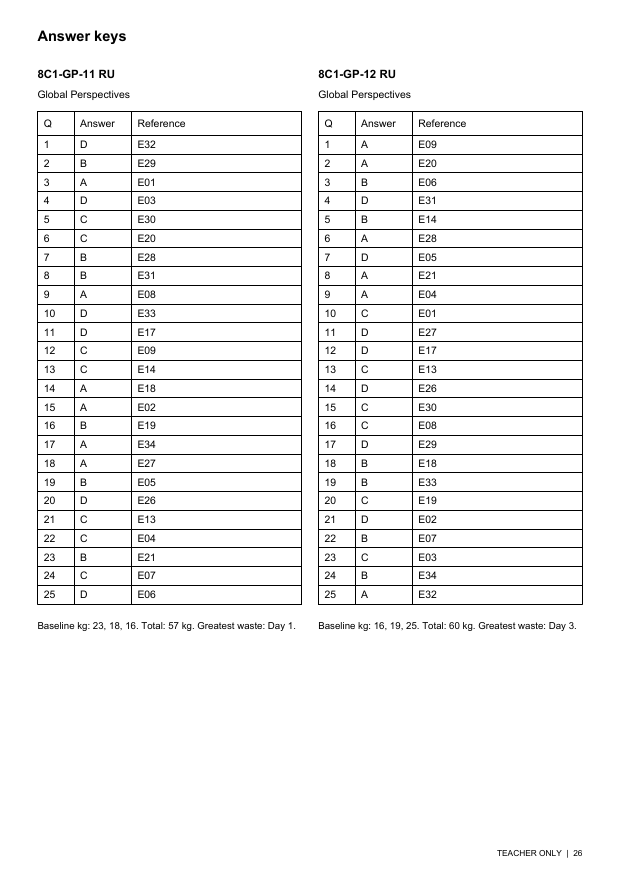 Answer keys
8C1-GP-11 RU
Global Perspectives
Q Answer Reference
1 D E32
2 B E29
3 A E01
4 D E03
5 C E30
6 C E20
7 B E28
8 B E31
9 A E08
10 D E33
11 D E17
12 C E09
13 C E14
14 A E18
15 A E02
16 B E19
17 A E34
18 A E27
19 B E05
20 D E26
21 C E13
22 C E04
23 B E21
24 C E07
25 D E06
Baseline kg: 23, 18, 16. Total: 57 kg. Greatest waste: Day 1.
8C1-GP-12 RU
Global Perspectives
Q Answer Reference
1 A E09
2 A E20
3 B E06
4 D E31
5 B E14
6 A E28
7 D E05
8 A E21
9 A E04
10 C E01
11 D E27
12 D E17
13 C E13
14 D E26
15 C E30
16 C E08
17 D E29
18 B E18
19 B E33
20 C E19
21 D E02
22 B E07
23 C E03
24 B E34
25 A E32
Baseline kg: 16, 19, 25. Total: 60 kg. Greatest waste: Day 3.
TEACHER ONLY | 26